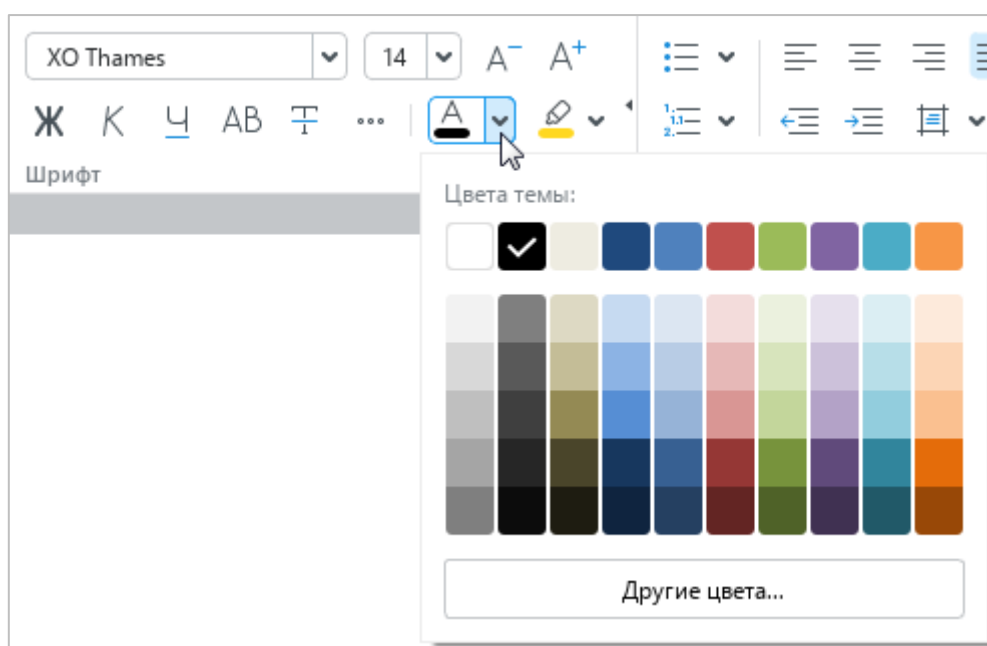 XO Thames 14 A− A+
Ж К Ч АВ Т А
Шрифт
Цвета темы:
Другие цвета...